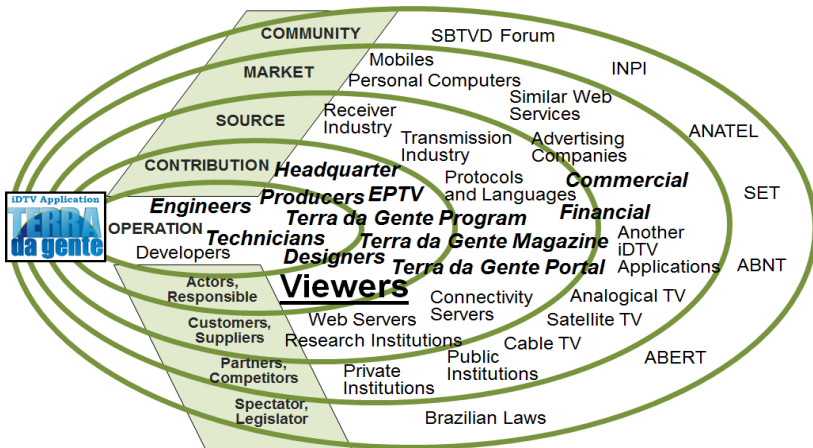 COMMUNITY
SBTVD Forum
MARKET
Mobiles
Personal Computers
INPI
Similar Web
Services
SOURCE
Receiver
Industry
Transmission
Industry
Advertising
Companies
ANATEL
CONTRIBUTION
Headquarter
Protocols
and Languages
Commercial
SET
iDTV Application
TERRA
da gente
Engineers
Producers
EPTV
Terra da Gente Program
Financial
OPERATION
Technicians
Terra da Gente Magazine
Another
iDTV
Applications
Developers
Designers
Terra da Gente Portal
ABNT
Actors,
Responsible
Viewers
Connectivity
Servers
Analogical TV
Customers,
Suppliers
Web Servers
Satellite TV
Research Institutions
Cable TV
Partners,
Competitors
Private
Institutions
Public
Institutions
ABERT
Spectator,
Legislator
Brazilian Laws